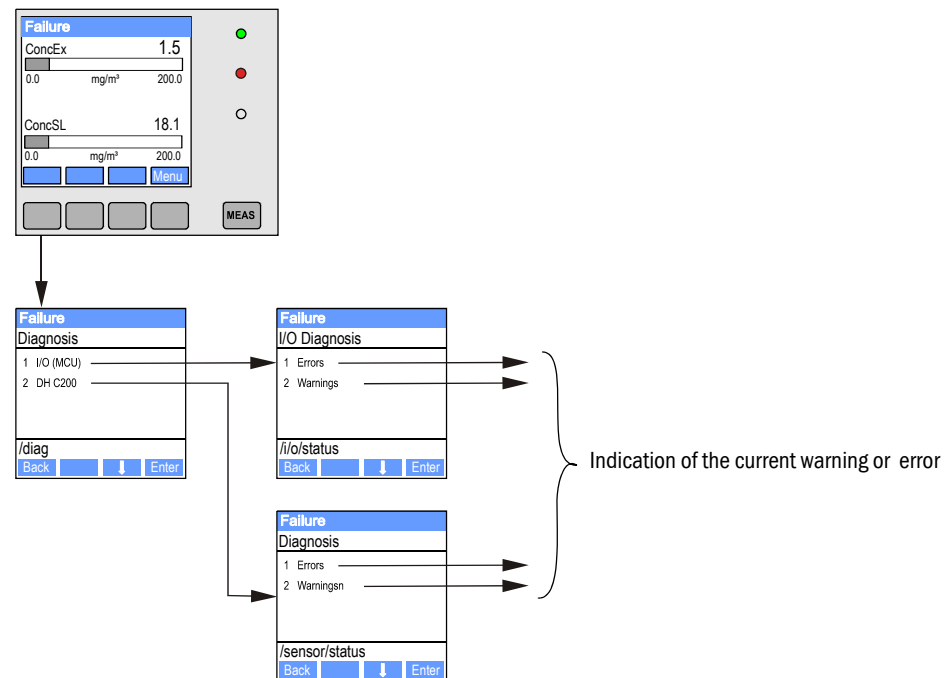 Failure
ConcEx 1.5
0.0 mg/m³ 200.0
ConcSL 18.1
0.0 mg/m³ 200.0
Menu
MEAS
Failure
Diagnosis
1 I/O (MCU)
2 DH C200
/diag
Back Enter
Failure
I/O Diagnosis
1 Errors
2 Warnings
/i/o/status
Back Enter
Indication of the current warning or error
Failure
Diagnosis
1 Errors
2 Warningsn
/sensor/status
Back Enter